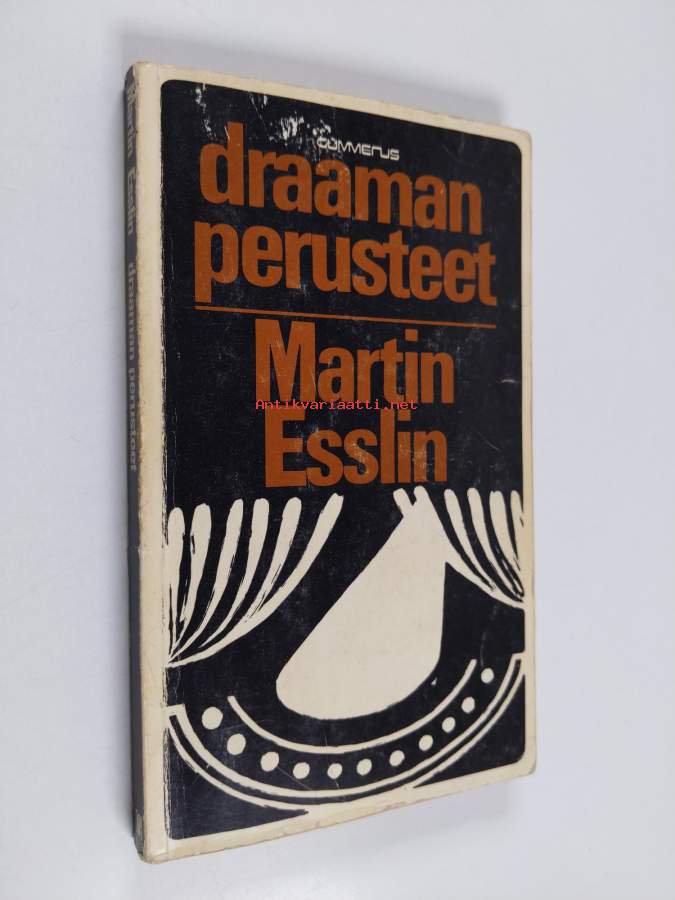 GUMMERUS
draaman
perusteet
Martin
Antikvariaatti.net
Esslin
Martin Esslin draaman perusteet